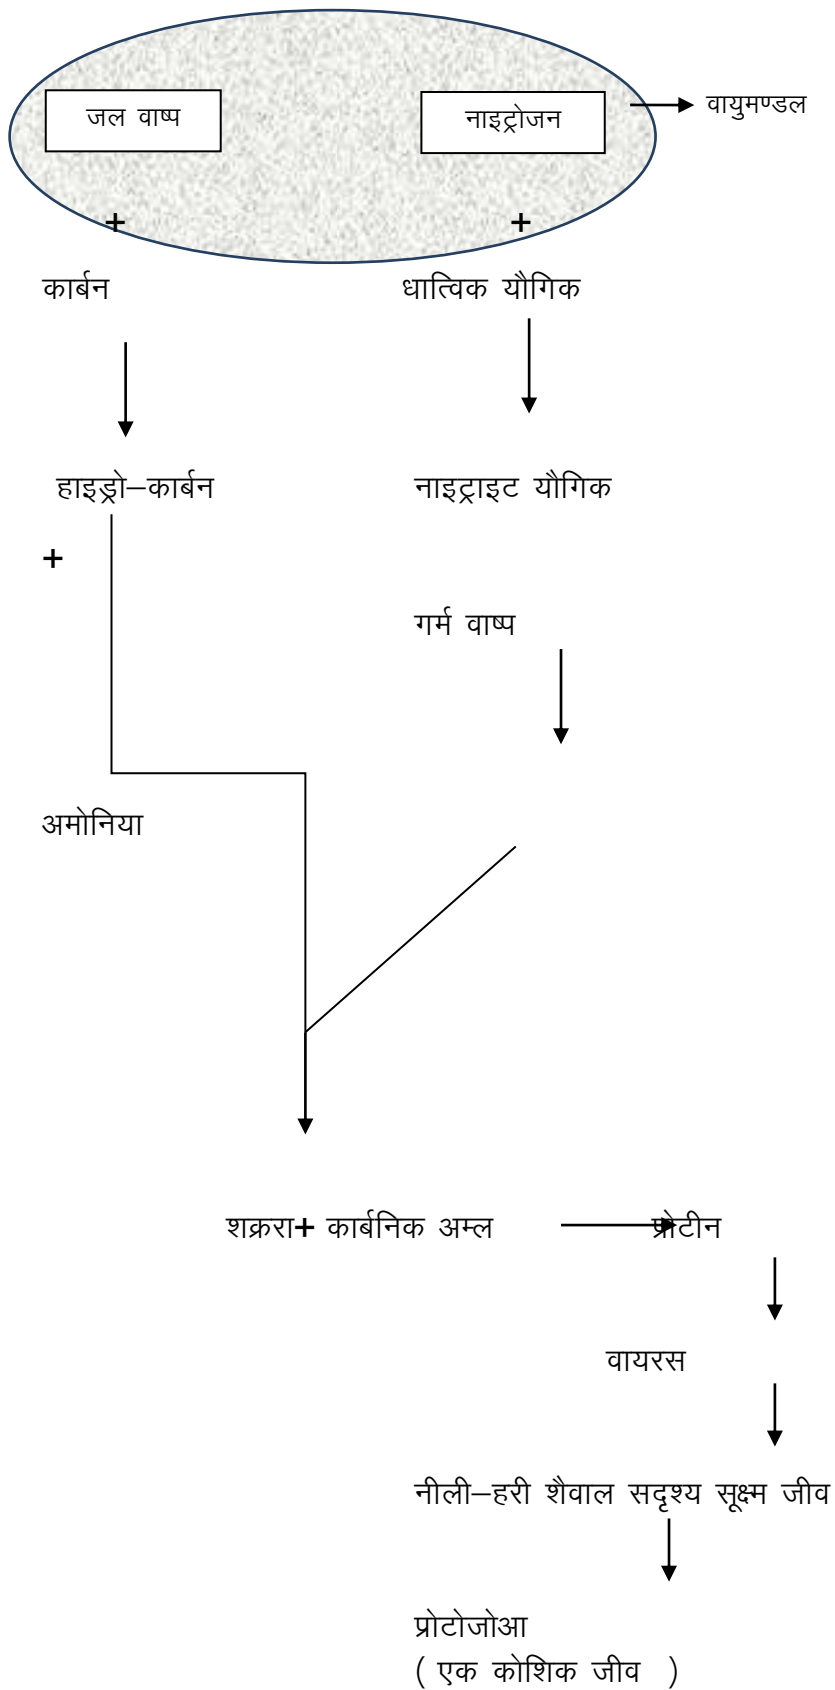 जल वाष्प
नाइट्रोजन
वायुमण्डल
+
+
कार्बन
धात्विक यौगिक
हाइड्रो–कार्बन
नाइट्राइट यौगिक
+
गर्म वाष्प
अमोनिया
शक्ररा+ कार्बनिक अम्ल
प्रोटीन
वायरस
नीली–हरी शैवाल सदृश्य सूक्ष्म जीव
प्रोटोजोआ
( एक कोशिक जीव )